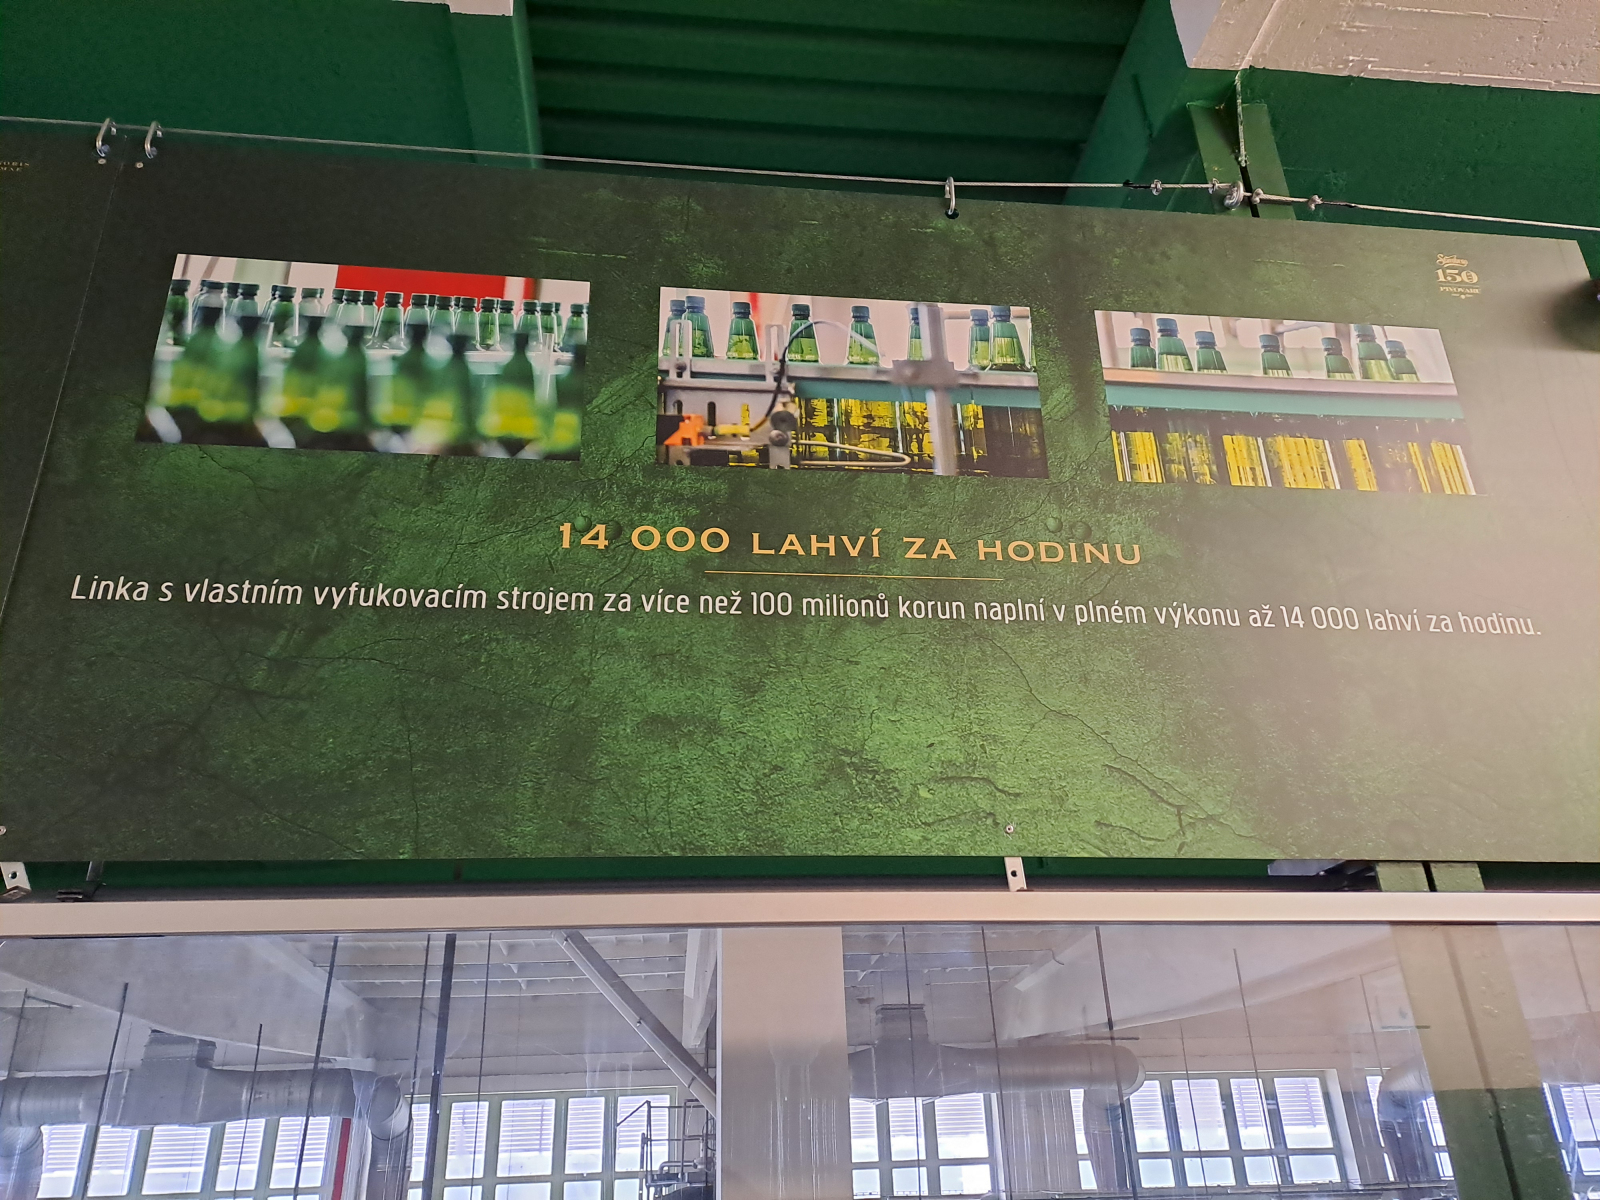 150
PIVOVARU
14 000 LAHVÍ ZA HODINU
Linka s vlastním vyfukovacím strojem za více než 100 milionů korun naplní v plném výkonu až 14 000 lahví za hodinu.